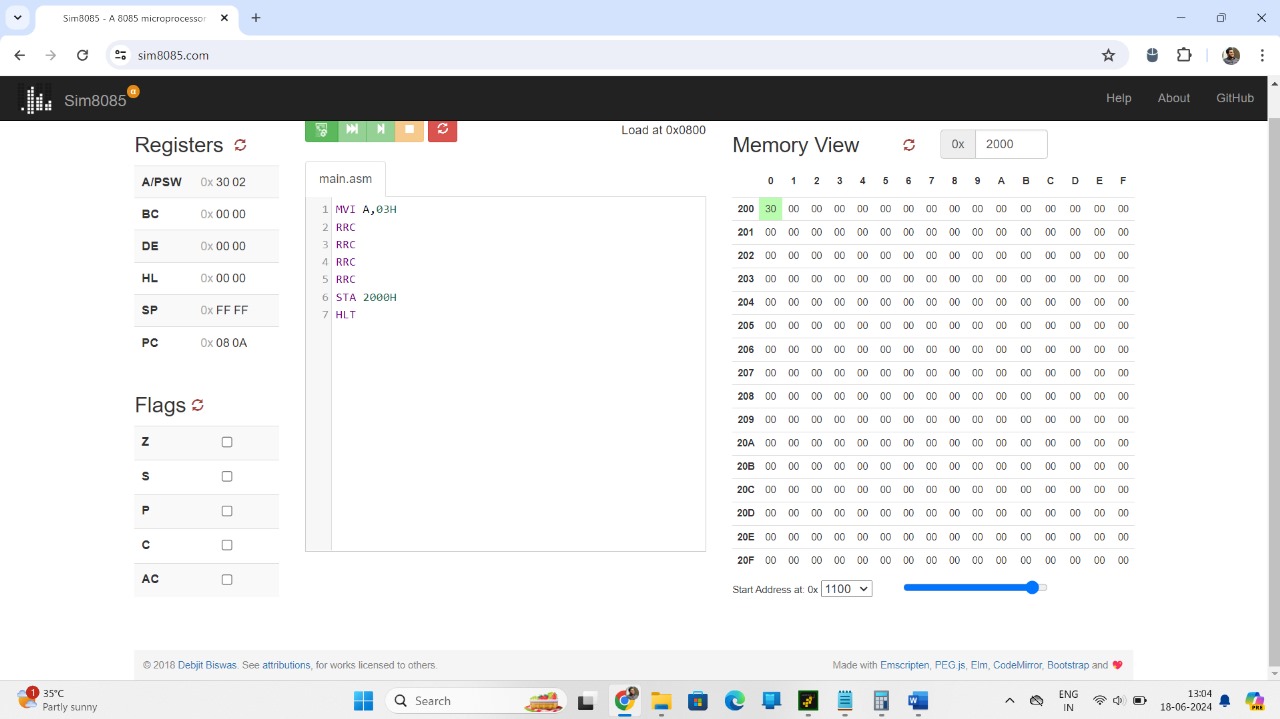 Sim8085 - A 8085 microprocessor
sim8085.com
Sim8085 α
Help About GitHub
Registers
A/PSW 0x 30 02
BC 0x 00 00
DE 0x 00 00
HL 0x 00 00
SP 0x FF FF
PC 0x 08 0A
Flags
Z
S
P
C
AC
Load at 0x0800
main.asm
1 MVI A,03H
2 RRC
3 RRC
4 RRC
5 RRC
6 STA 2000H
7 HLT
Memory View 0x 2000
0 1 2 3 4 5 6 7 8 9 A B C D E F
200 30 00 00 00 00 00 00 00 00 00 00 00 00 00 00 00
201 00 00 00 00 00 00 00 00 00 00 00 00 00 00 00 00
202 00 00 00 00 00 00 00 00 00 00 00 00 00 00 00 00
203 00 00 00 00 00 00 00 00 00 00 00 00 00 00 00 00
204 00 00 00 00 00 00 00 00 00 00 00 00 00 00 00 00
205 00 00 00 00 00 00 00 00 00 00 00 00 00 00 00 00
206 00 00 00 00 00 00 00 00 00 00 00 00 00 00 00 00
207 00 00 00 00 00 00 00 00 00 00 00 00 00 00 00 00
208 00 00 00 00 00 00 00 00 00 00 00 00 00 00 00 00
209 00 00 00 00 00 00 00 00 00 00 00 00 00 00 00 00
20A 00 00 00 00 00 00 00 00 00 00 00 00 00 00 00 00
20B 00 00 00 00 00 00 00 00 00 00 00 00 00 00 00 00
20C 00 00 00 00 00 00 00 00 00 00 00 00 00 00 00 00
20D 00 00 00 00 00 00 00 00 00 00 00 00 00 00 00 00
20E 00 00 00 00 00 00 00 00 00 00 00 00 00 00 00 00
20F 00 00 00 00 00 00 00 00 00 00 00 00 00 00 00 00
Start Address at: 0x 1100
© 2018 Debjit Biswas. See attributions, for works licensed to others.
Made with Emscripten, PEG.js, Elm, CodeMirror, Bootstrap and
1
35°C
Partly sunny
Search
ENG
IN
13:04
18-06-2024
PRE